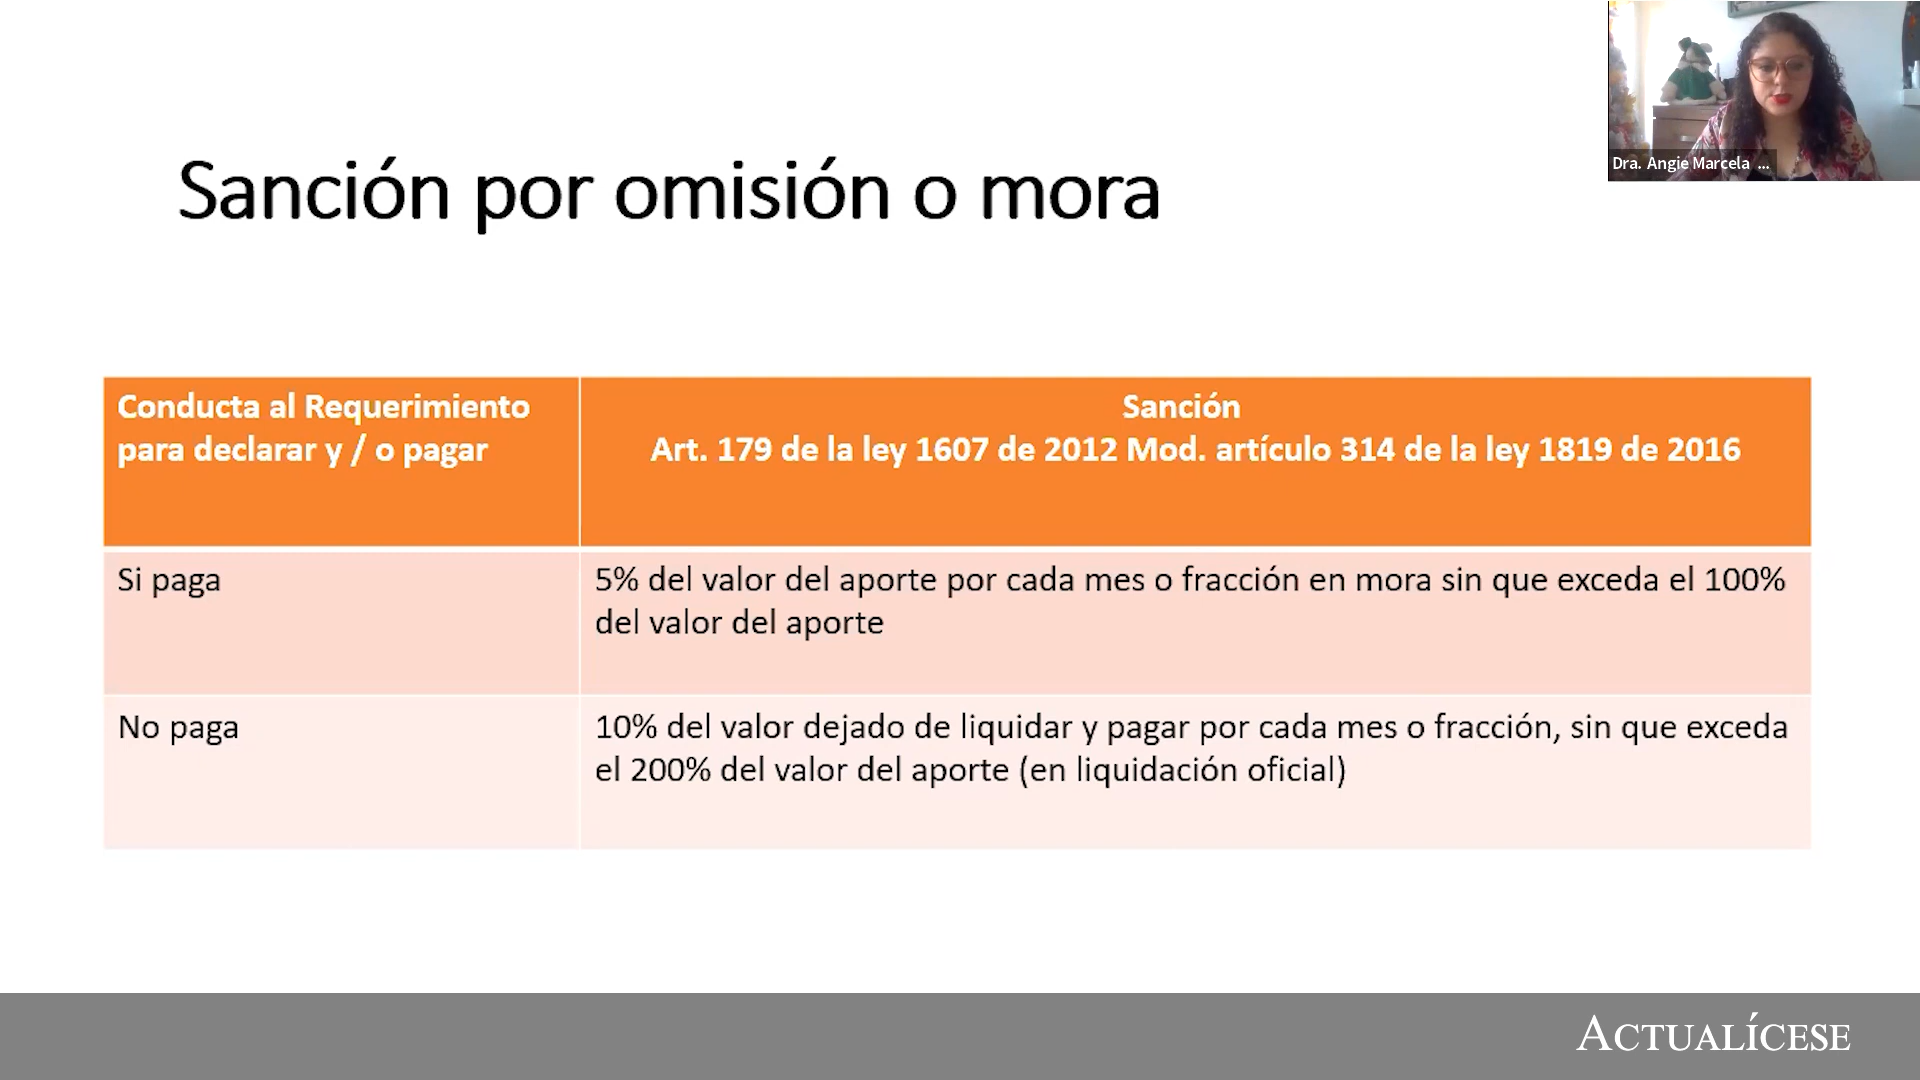 Dra. Angie Marcela ...
Sanción por omisión o mora
Conducta al Requerimiento
para declarar y / o pagar
Sanción
Art. 179 de la ley 1607 de 2012 Mod. artículo 314 de la ley 1819 de 2016
Si paga
5% del valor del aporte por cada mes o fracción en mora sin que exceda el 100%
del valor del aporte
No paga
10% del valor dejado de liquidar y pagar por cada mes o fracción, sin que exceda
el 200% del valor del aporte (en liquidación oficial)
ACTUALÍCESE